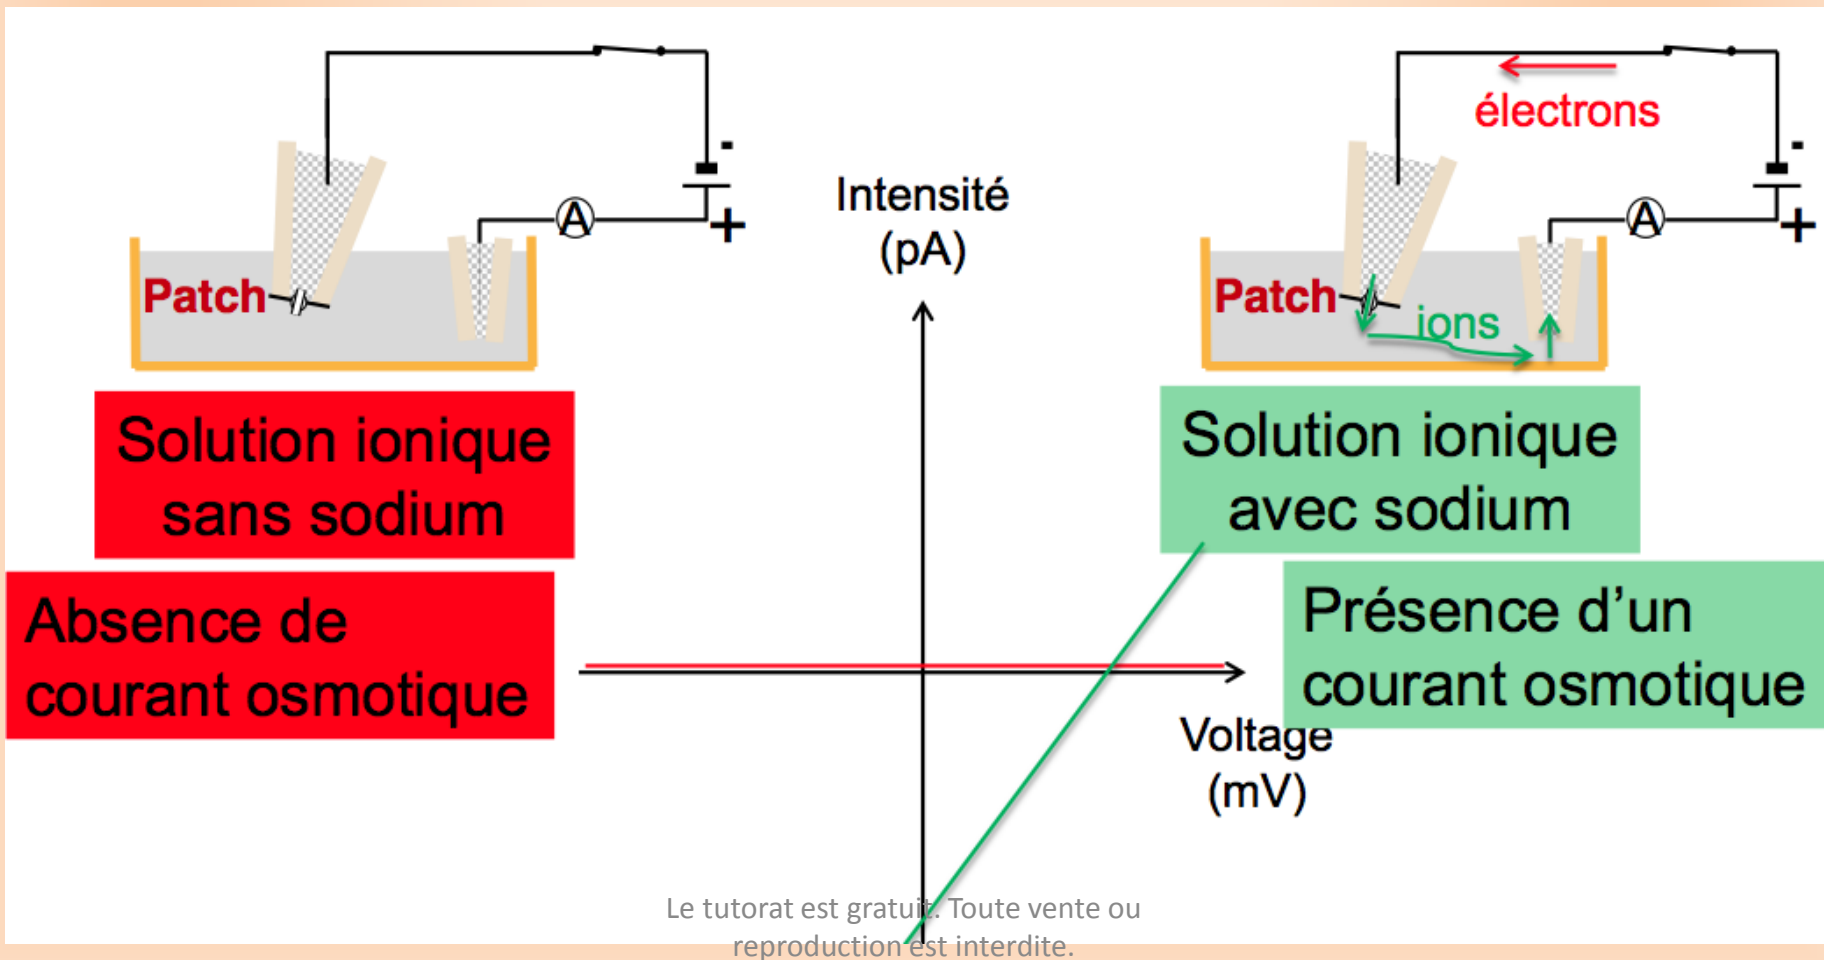 -
A
+
Patch
Solution ionique
sans sodium
Absence de
courant osmotique
Intensité
(pA)
Voltage
(mV)
électrons
-
A
+
Patch
ions
Solution ionique
avec sodium
Présence d’un
courant osmotique
Le tutorat est gratuit. Toute vente ou
reproduction est interdite.